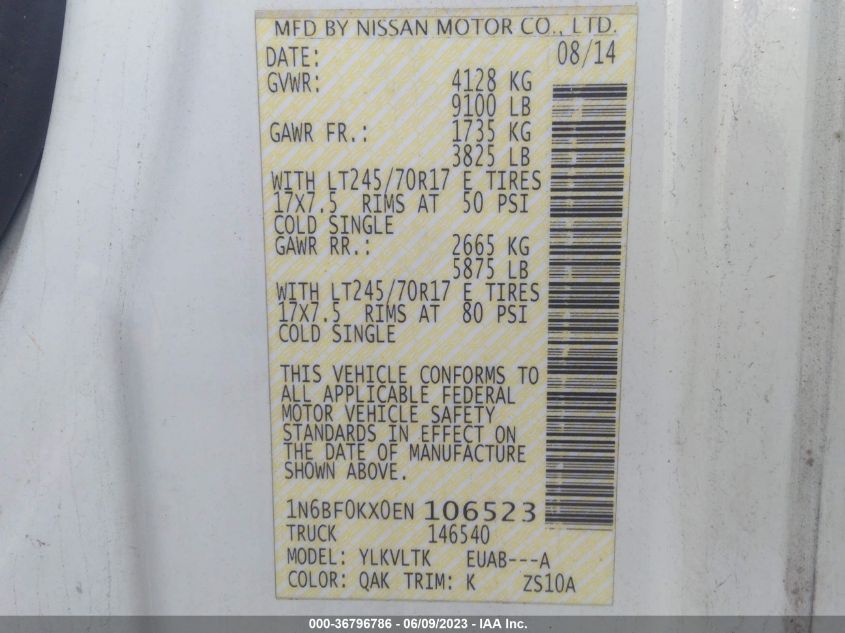 MFD BY NISSAN MOTOR CO., LTD.
DATE: 08/14
GVWR: 4128 KG
9100 LB
GAWR FR.: 1735 KG
3825 LB
WITH LT245/70R17 E TIRES
17X7.5 RIMS AT 50 PSI
COLD SINGLE
GAWR RR.: 2665 KG
5875 LB
WITH LT245/70R17 E TIRES
17X7.5 RIMS AT 80 PSI
COLD SINGLE
THIS VEHICLE CONFORMS TO
ALL APPLICABLE FEDERAL
MOTOR VEHICLE SAFETY
STANDARDS IN EFFECT ON
THE DATE OF MANUFACTURE
SHOWN ABOVE.
1N6BF0KX0EN 106523
TRUCK 146540
MODEL: YLKVLTK EUAB---A
COLOR: QAK TRIM: K ZS10A
000-36796786 - 06/09/2023 - IAA Inc.